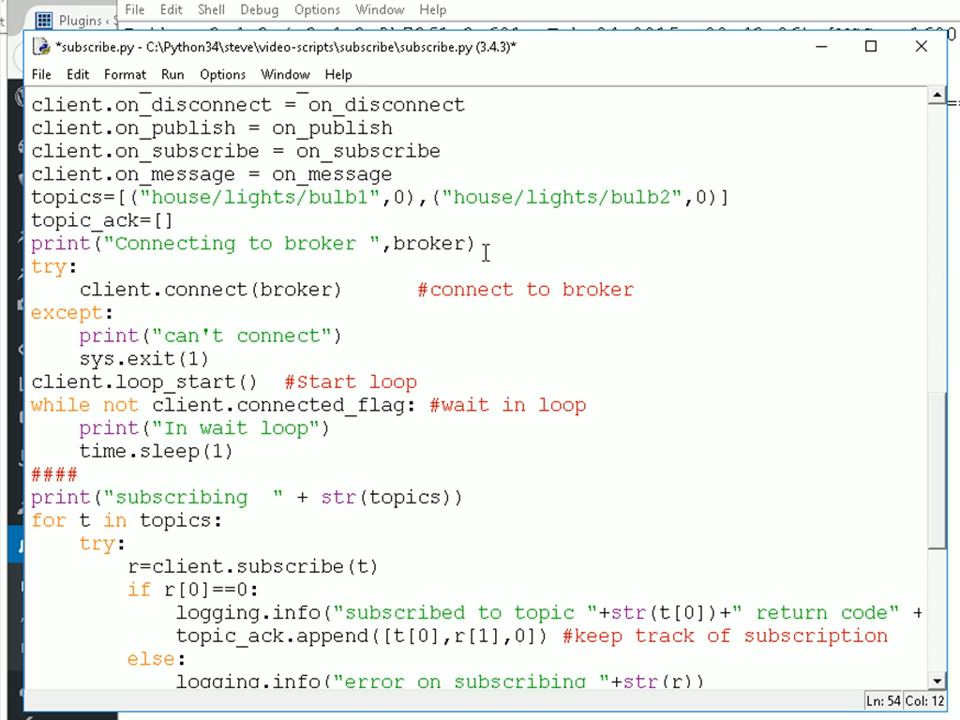 File Edit Shell Debug Options Window Help
Plugins ‹ S
*subscribe.py - C:\Python34\steve\video-scripts\subscribe\subscribe.py (3.4.3)*
File Edit Format Run Options Window Help
client.on_disconnect = on_disconnect
client.on_publish = on_publish
client.on_subscribe = on_subscribe
client.on_message = on_message
topics=[("house/lights/bulb1",0),("house/lights/bulb2",0)]
topic_ack=[]
print("Connecting to broker ",broker)
try:
    client.connect(broker)      #connect to broker
except:
    print("can't connect")
    sys.exit(1)
client.loop_start()  #Start loop
while not client.connected_flag: #wait in loop
    print("In wait loop")
    time.sleep(1)
####
print("subscribing  " + str(topics))
for t in topics:
    try:
        r=client.subscribe(t)
        if r[0]==0:
            logging.info("subscribed to topic "+str(t[0])+" return code" +
            topic_ack.append([t[0],r[1],0]) #keep track of subscription
        else:
            logging.info("error on subscribing "+str(r))
Ln: 54 Col: 12